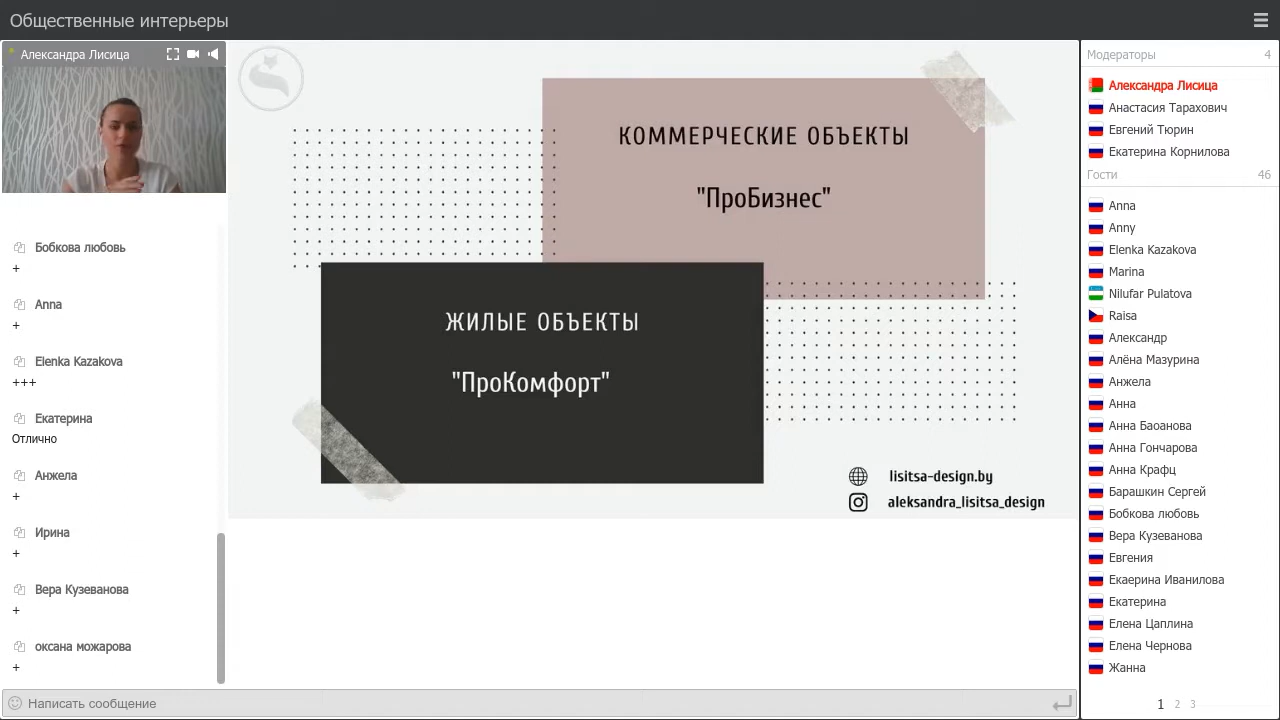 Общественные интерьеры
Александра Лисица
Бобкова любовь
+
Anna
+
Elenka Kazakova
+++
Екатерина
Отлично
Анжела
+
Ирина
+
Вера Кузеванова
+
оксана можарова
+
КОММЕРЧЕСКИЕ ОБЪЕКТЫ
"ПроБизнес"
ЖИЛЫЕ ОБЪЕКТЫ
"ПроКомфорт"
lisitsa-design.by
aleksandra_lisitsa_design
Написать сообщение
Модераторы 4
Александра Лисица
Анастасия Тарахович
Евгений Тюрин
Екатерина Корнилова
Гости 46
Anna
Anny
Elenka Kazakova
Marina
Nilufar Pulatova
Raisa
Александр
Алёна Мазурина
Анжела
Анна
Анна Баоанова
Анна Гончарова
Анна Крафц
Барашкин Сергей
Бобкова любовь
Вера Кузеванова
Евгения
Екаерина Иванилова
Екатерина
Елена Цаплина
Елена Чернова
Жанна
1 2 3